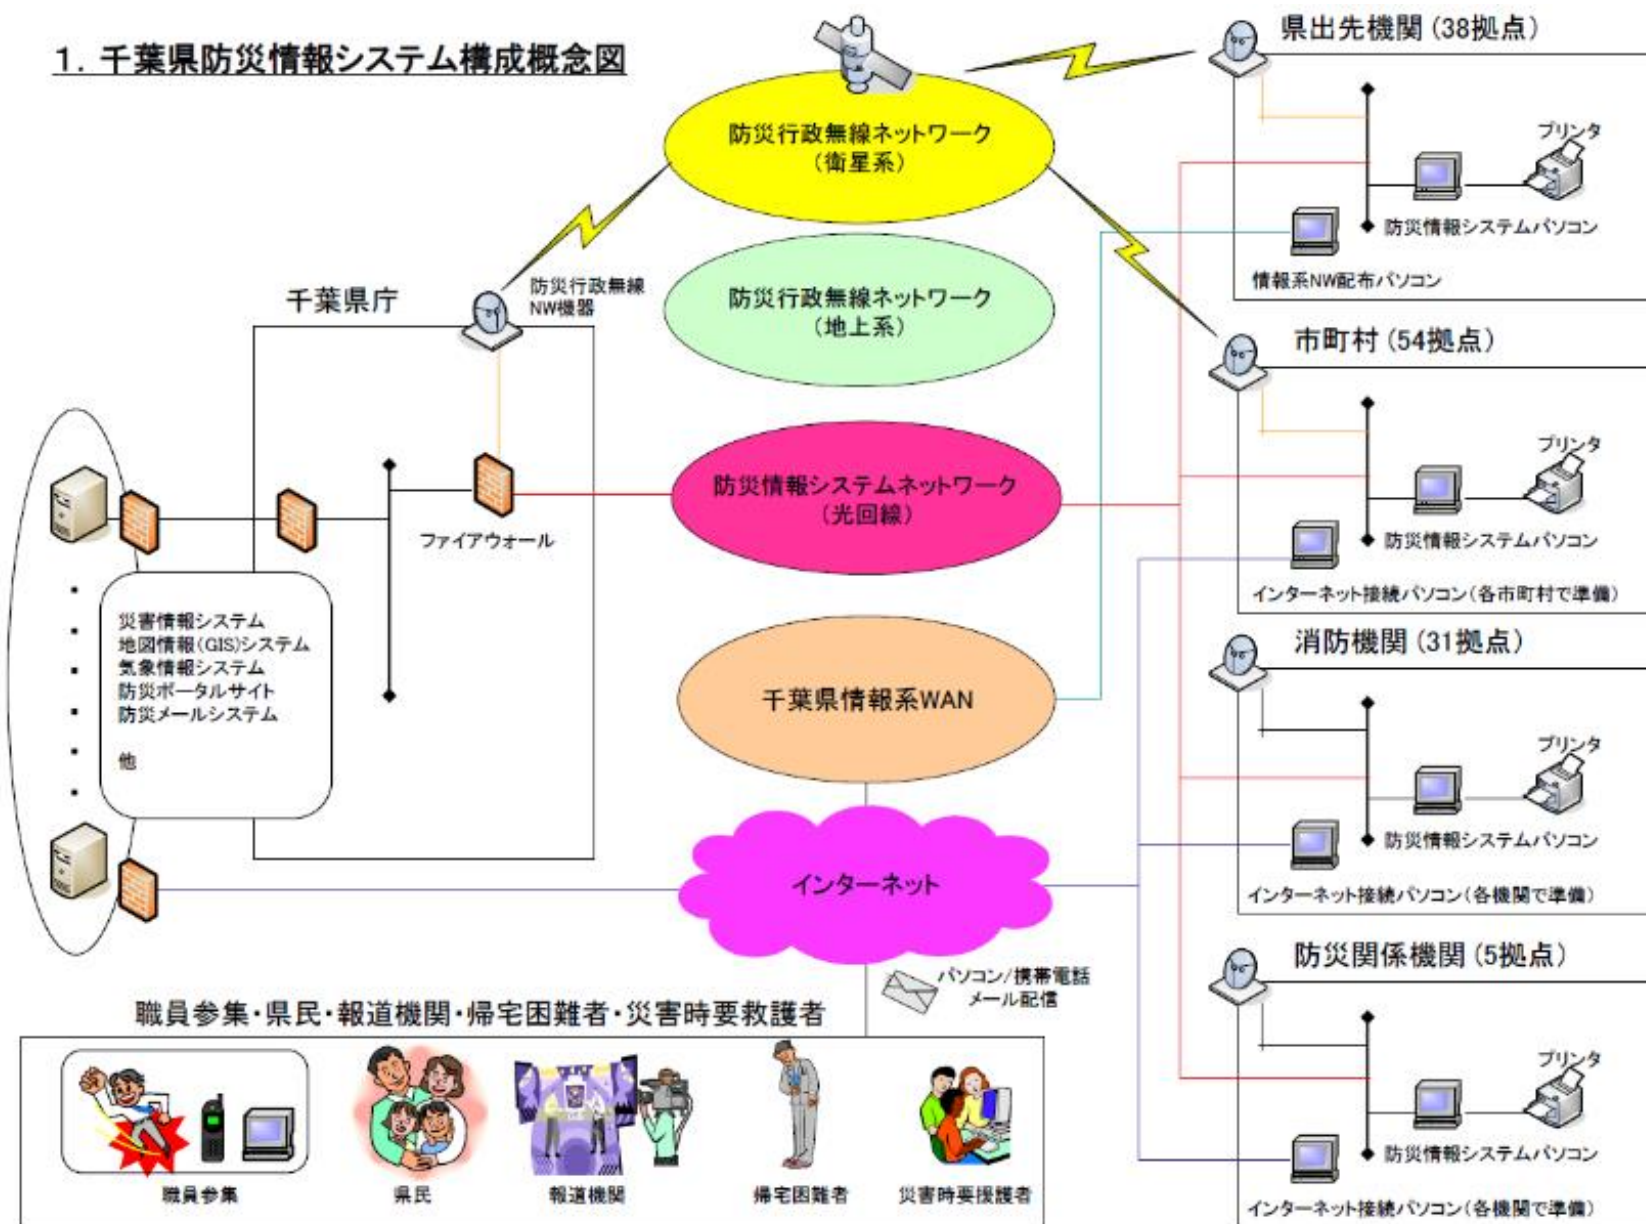 1. 千葉県防災情報システム構成概念図
防災行政無線ネットワーク
(衛星系)
防災行政無線ネットワーク
(地上系)
防災情報システムネットワーク
(光回線)
千葉県情報系WAN
インターネット
パソコン/携帯電話
メール配信
千葉県庁
防災行政無線
NW機器
ファイアウォール
災害情報システム
地図情報(GIS)システム
気象情報システム
防災ポータルサイト
防災メールシステム
他
県出先機関 (38拠点)
プリンタ
防災情報システムパソコン
情報系NW配布パソコン
市町村 (54拠点)
プリンタ
防災情報システムパソコン
インターネット接続パソコン(各市町村で準備)
消防機関 (31拠点)
プリンタ
防災情報システムパソコン
インターネット接続パソコン(各機関で準備)
防災関係機関 (5拠点)
プリンタ
防災情報システムパソコン
インターネット接続パソコン(各機関で準備)
職員参集・県民・報道機関・帰宅困難者・災害時要救護者
職員参集
県民
報道機関
帰宅困難者
災害時要援護者